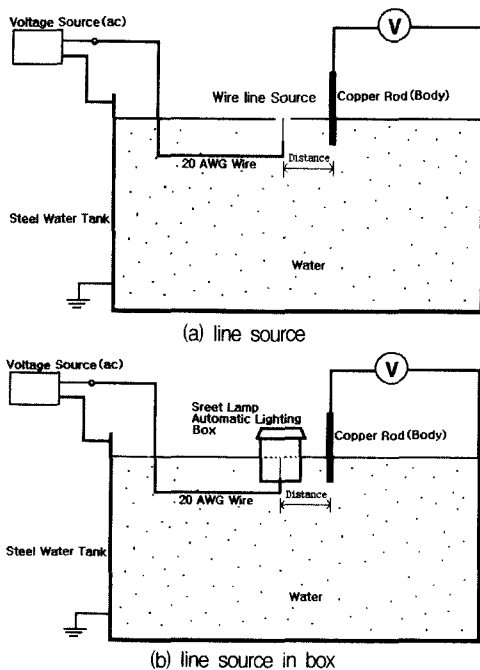 Voltage Source(ac)
V
Wire line Source
Copper Rod(Body)
Distance
20 AWG Wire
Steel Water Tank
Water
(a) line source
Voltage Source(ac)
V
Sreet Lamp
Automatic Lighting
Box
Copper Rod(Body)
Distance
20 AWG Wire
Steel Water Tank
Water
(b) line source in box